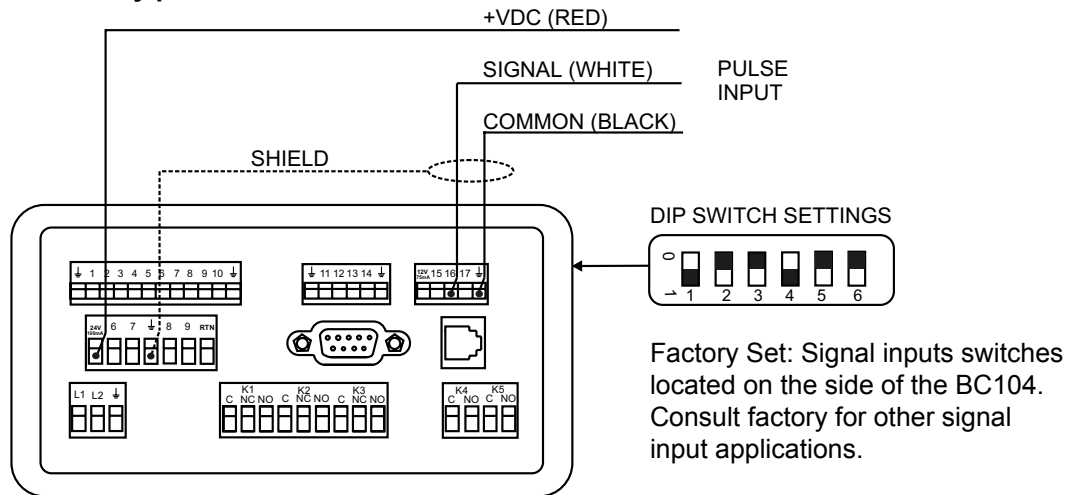 +VDC (RED)
SIGNAL (WHITE)
PULSE
INPUT
COMMON (BLACK)
SHIELD
DIP SWITCH SETTINGS
0
1
1 2 3 4 5 6
1 2 3 4 5 6 7 8 9 10
11 12 13 14
12V
75mA
15 16 17
24V
100mA
6 7 8 9 RTN
L1 L2
K1
C NC NO
K2
C NC NO
K3
C NC NO
K4
C NO
K5
C NO
Factory Set: Signal inputs switches
located on the side of the BC104.
Consult factory for other signal
input applications.